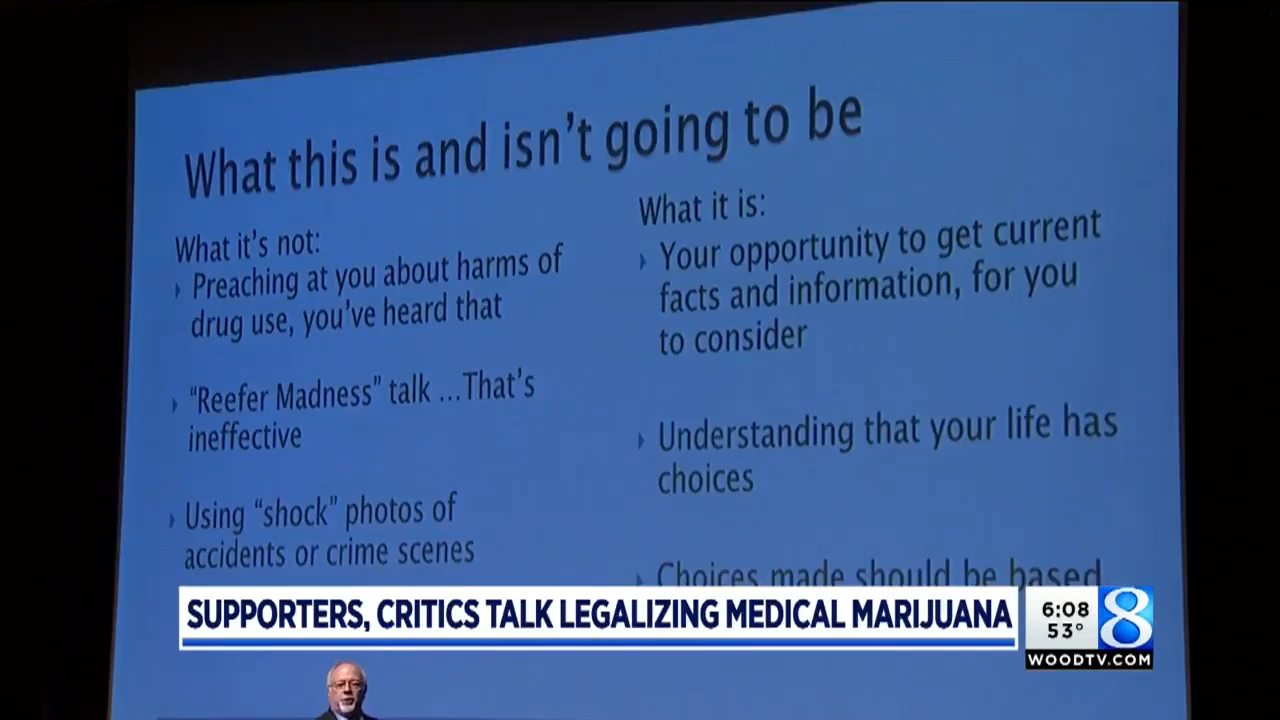 What this is and isn't going to be
What it's not:
Preaching at you about harms of
drug use, you've heard that
"Reefer Madness" talk ...That's
ineffective
Using "shock" photos of
accidents or crime scenes
What it is:
Your opportunity to get current
facts and information, for you
to consider
Understanding that your life has
choices
Choices made should be based
SUPPORTERS, CRITICS TALK LEGALIZING MEDICAL MARIJUANA
6:08
53°
8
WOODTV.COM